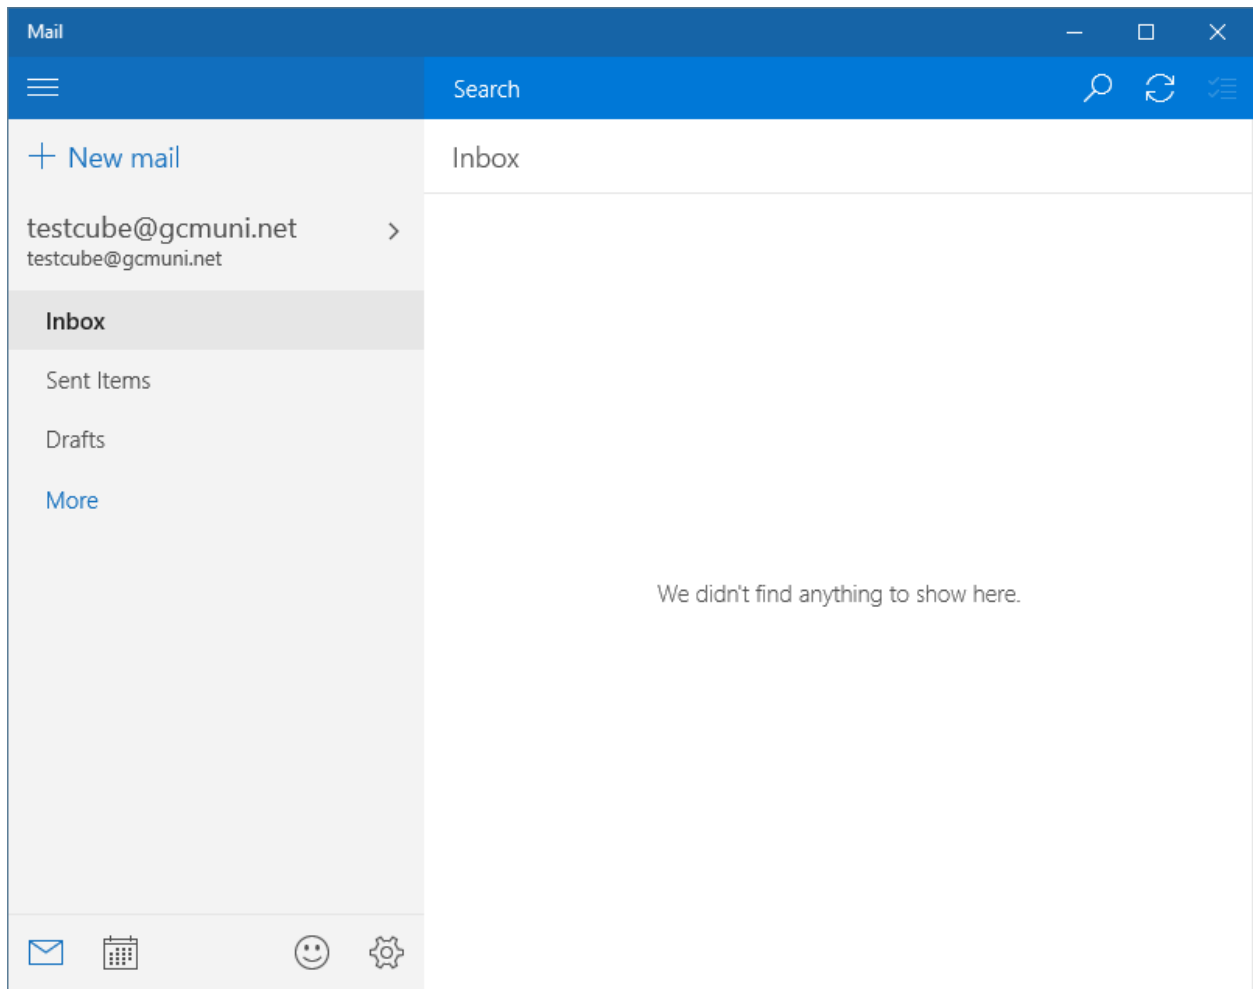 Mail
Search
New mail
Inbox
testcube@gcmuni.net
testcube@gcmuni.net
Inbox
Sent Items
Drafts
More
We didn't find anything to show here.